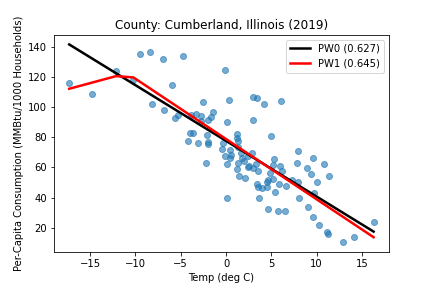 County: Cumberland, Illinois (2019)
Per-Capita Consumption (MMBtu/1000 Households)
140
120
100
80
60
40
20
PW0 (0.627)
PW1 (0.645)
−15 −10 −5 0 5 10 15
Temp (deg C)